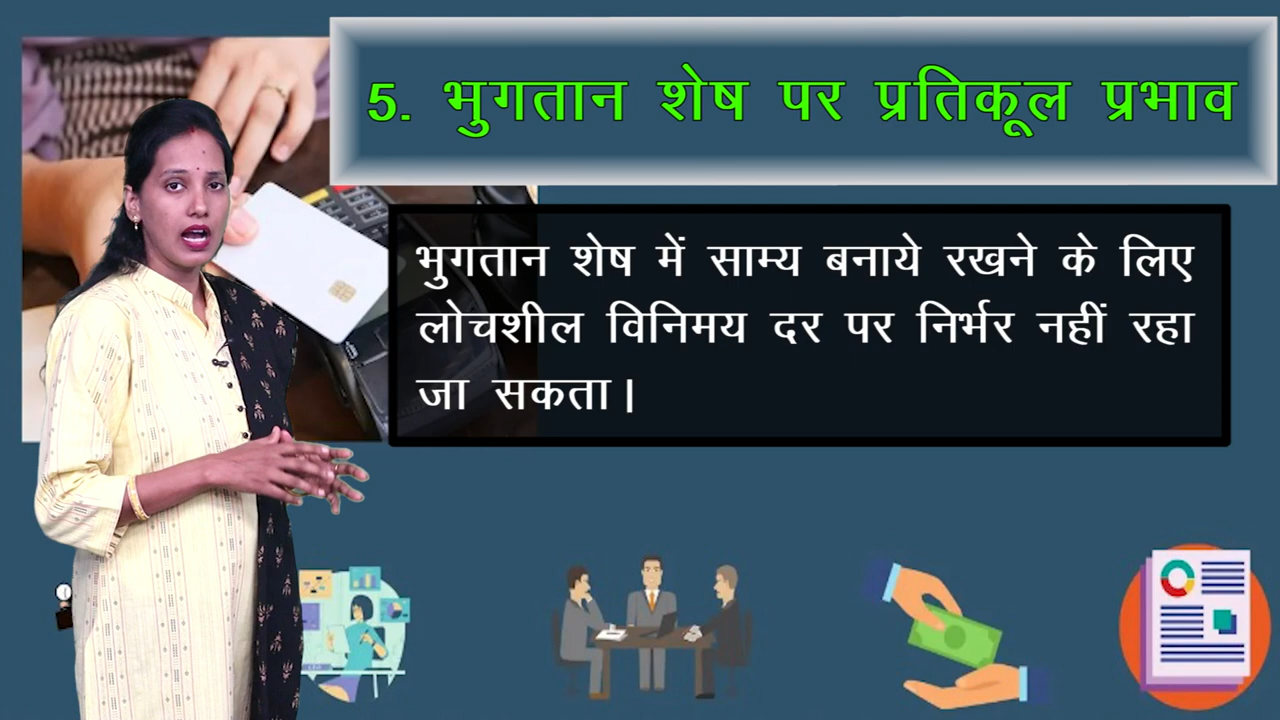 5. भुगतान शेष पर प्रतिकूल प्रभाव
भुगतान शेष में साम्य बनाये रखने के लिए
लोचशील विनिमय दर पर निर्भर नहीं रहा
जा सकता।